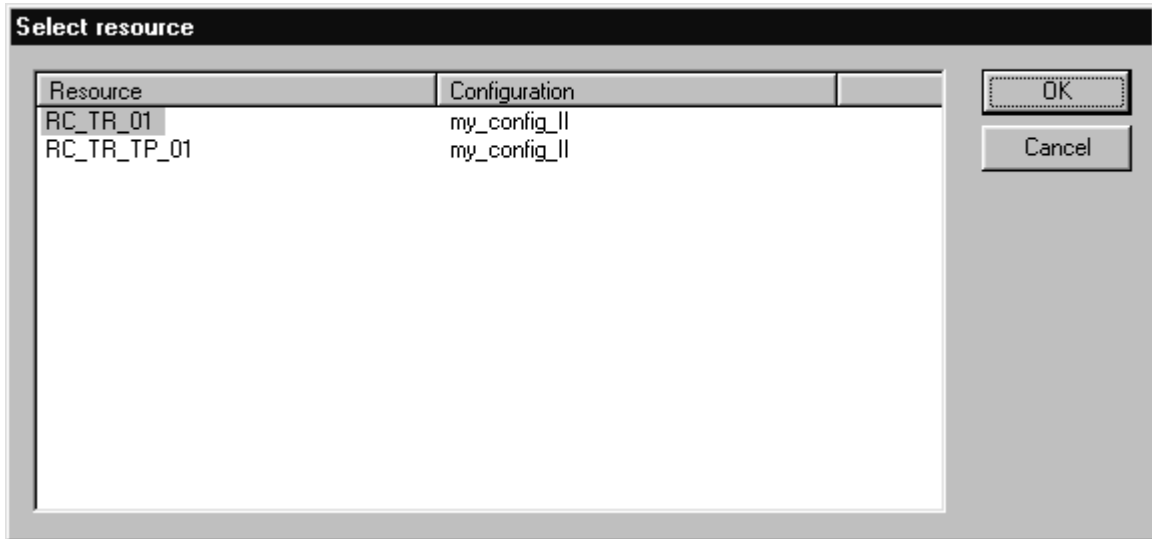 Select resource
Resource Configuration OK
RC_TR_01 my_config_II
RC_TR_TP_01 my_config_II Cancel